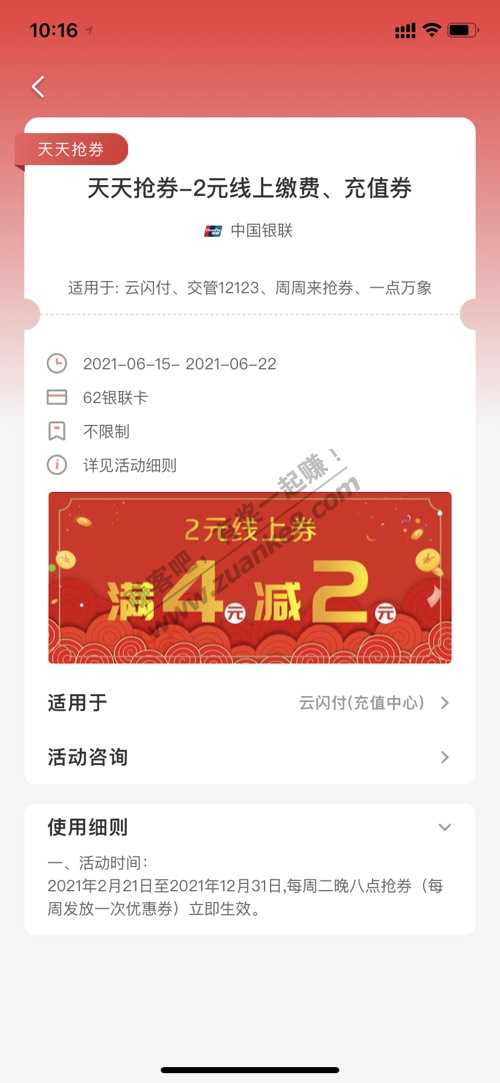 10:16
天天抢券
天天抢券-2元线上缴费、充值券
中国银联
适用于: 云闪付、交管12123、周周来抢券、一点万象
2021-06-15- 2021-06-22
62银联卡
不限制
详见活动细则
2元线上券
满4元减2元
www.zuanke8.com
适用于
云闪付(充值中心)
活动咨询
使用细则
一、活动时间：
2021年2月21日至2021年12月31日,每周二晚八点抢券（每
周发放一次优惠券）立即生效。